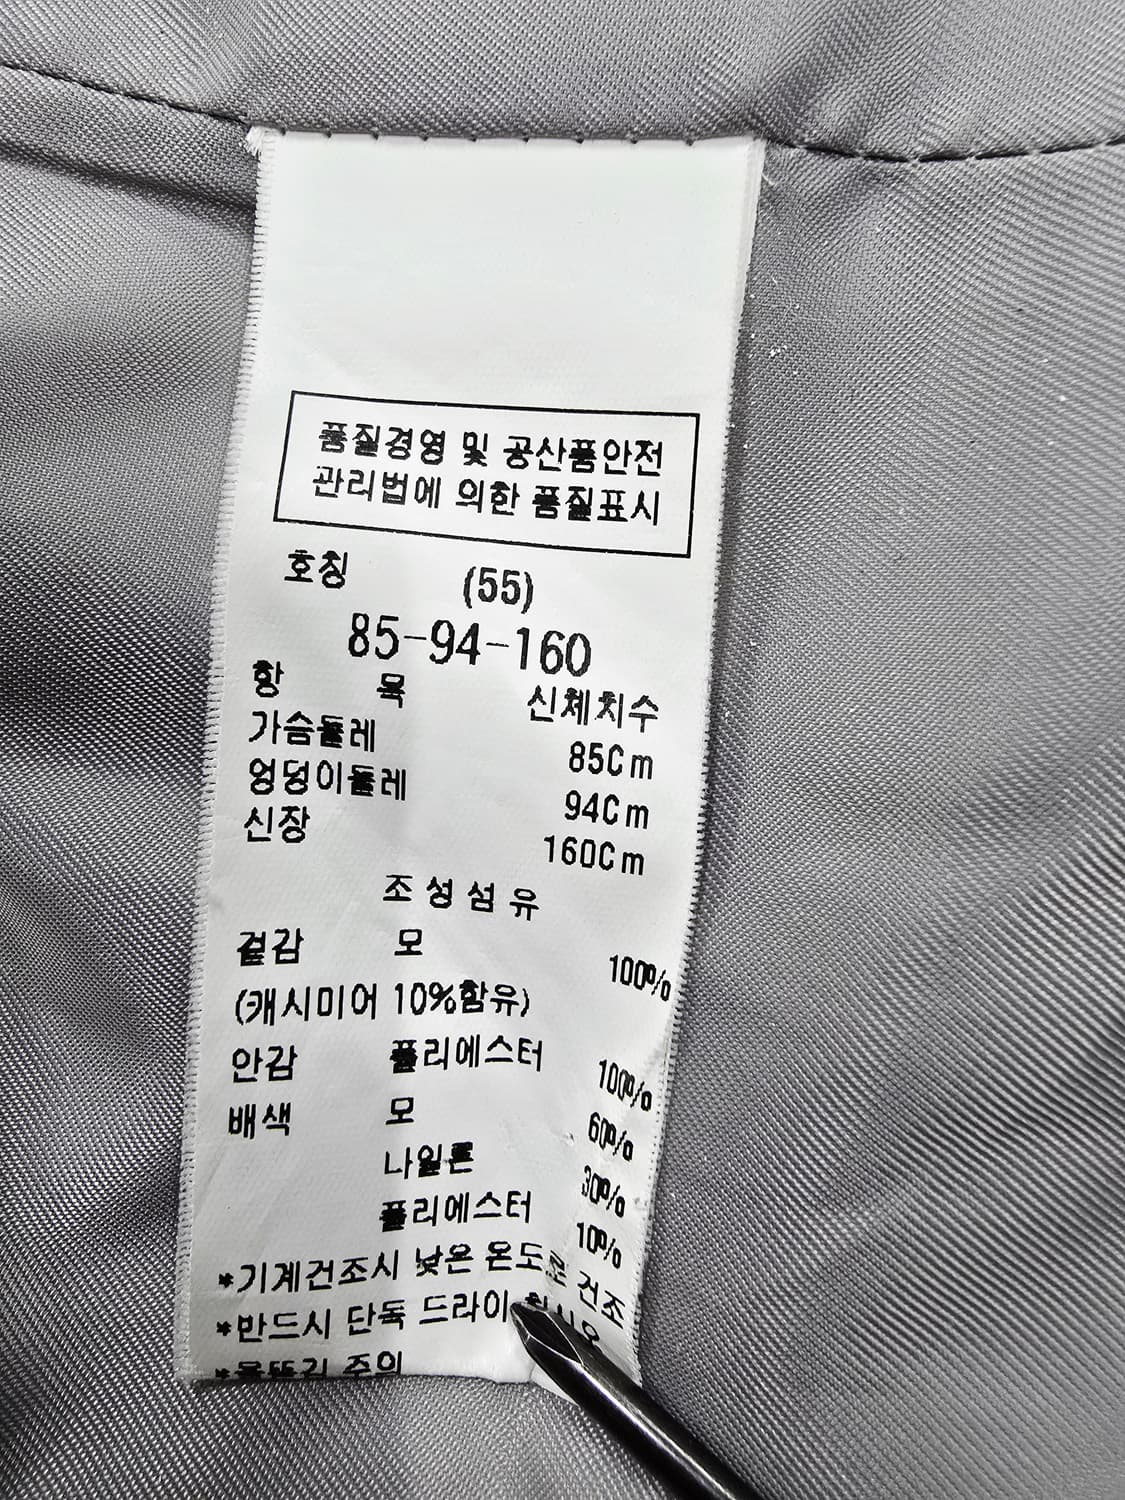 품질경영 및 공산품안전
관리법에 의한 품질표시
호칭 (55)
85-94-160
항 목 신체치수
가슴둘레 85Cm
엉덩이둘레 94Cm
신장 160Cm
조성섬유
겉감 모 100%
(캐시미어 10%함유)
안감 폴리에스터 100%
배색 모 60%
나일론 30%
폴리에스터 10%
*기계건조시 낮은 온도로 건조
*반드시 단독 드라이
*올뜯김 주의